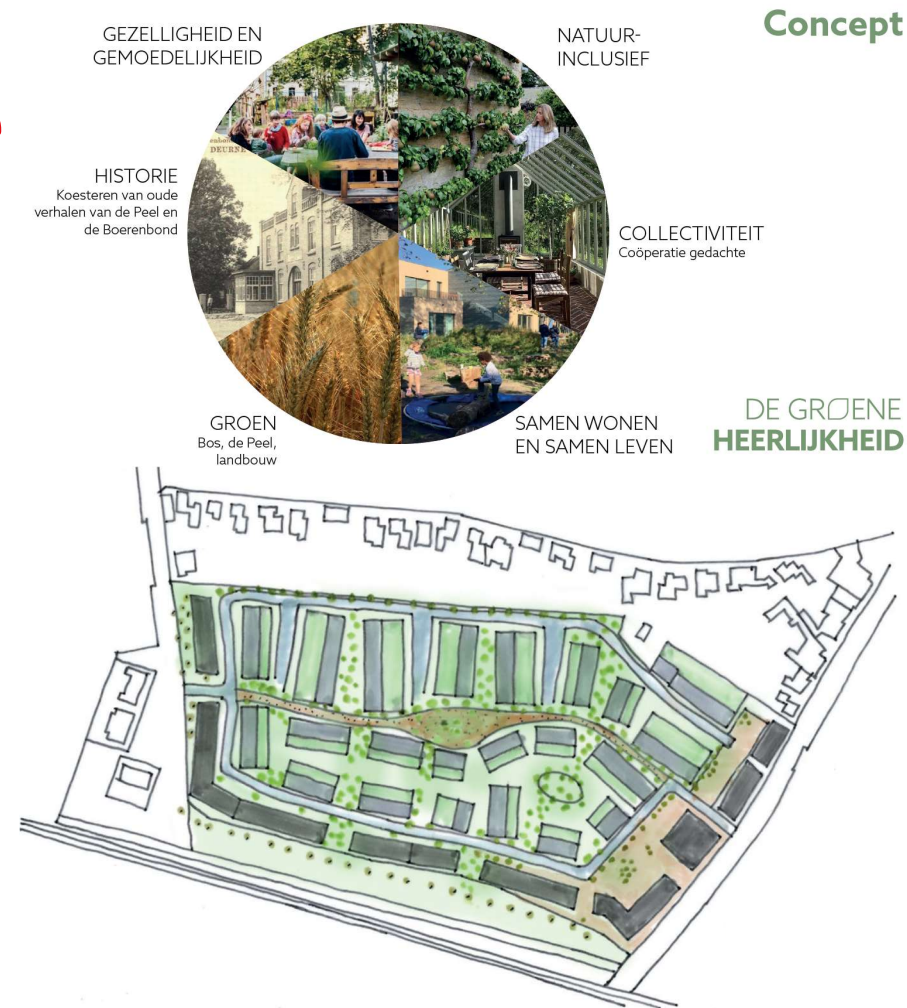 Concept
GEZELLIGHEID EN
GEMOEDELIJKHEID
NATUUR-
INCLUSIEF
DEURNE
HISTORIE
Koesteren van oude
verhalen van de Peel en
de Boerenbond
COLLECTIVITEIT
Coöperatie gedachte
GROEN
Bos, de Peel,
landbouw
SAMEN WONEN
EN SAMEN LEVEN
DE GROENE
HEERLIJKHEID